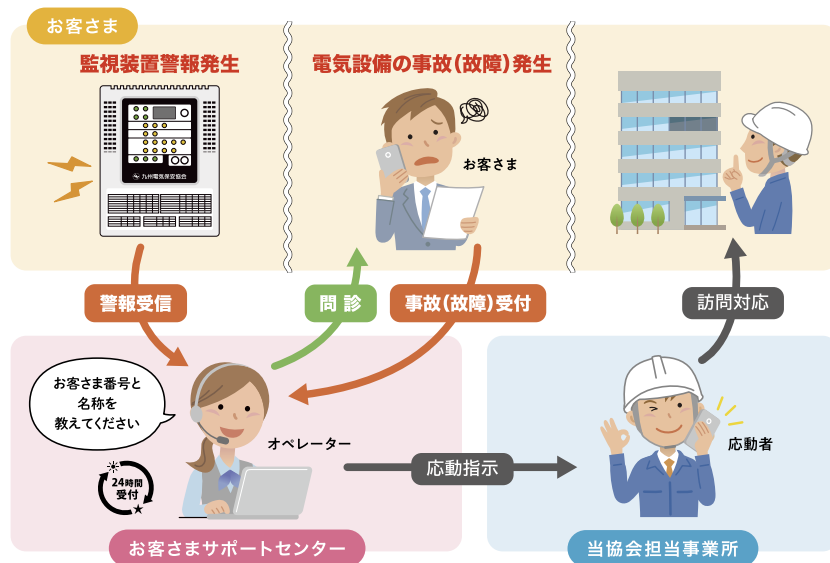 お客さま
監視装置警報発生
電気設備の事故(故障)発生
九州電気保安協会
お客さま
警報受信
問診
事故(故障)受付
訪問対応
お客さま番号と
名称を
教えてください
オペレーター
24時間
受付
応動指示
応動者
お客さまサポートセンター
当協会担当事業所